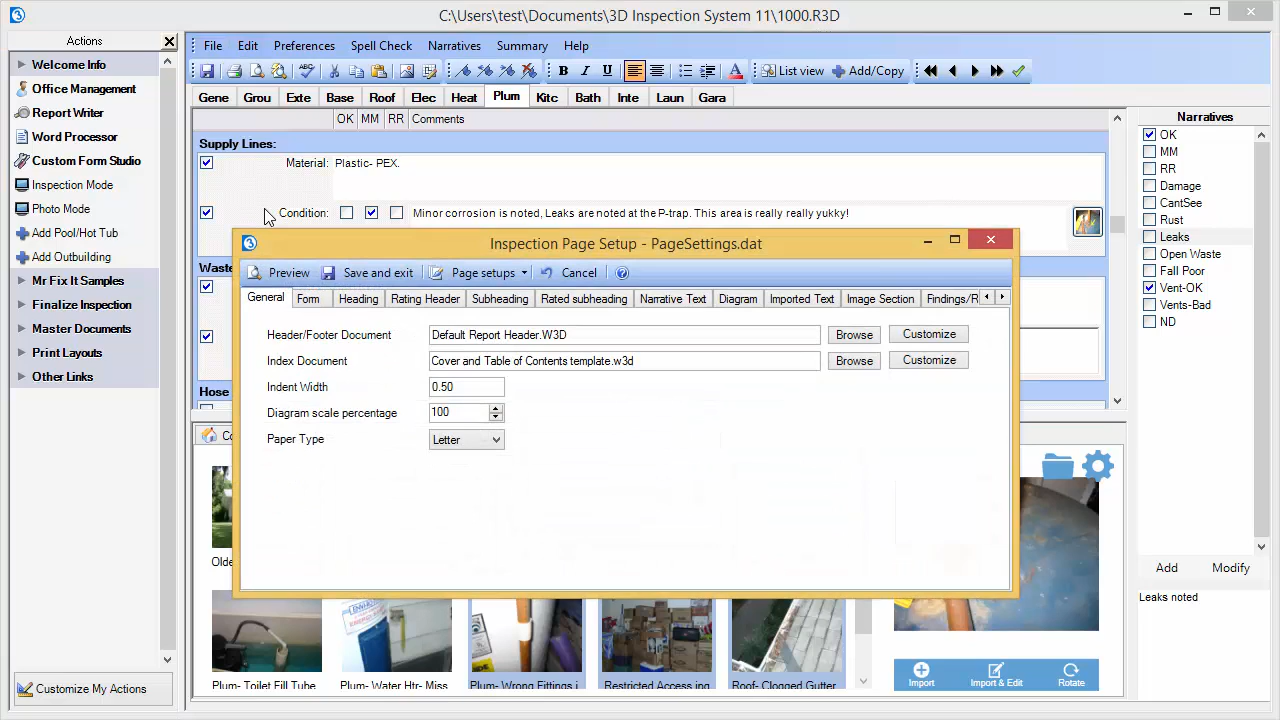 C:\Users\test\Documents\3D Inspection System 11\1000.R3D
Actions
Welcome Info
Office Management
Report Writer
Word Processor
Custom Form Studio
Inspection Mode
Photo Mode
Add Pool/Hot Tub
Add Outbuilding
Mr Fix It Samples
Finalize Inspection
Master Documents
Print Layouts
Other Links
Customize My Actions
File Edit Preferences Spell Check Narratives Summary Help
B I U A List view Add/Copy
Gene Grou Exte Base Roof Elec Heat Plum Kitc Bath Inte Laun Gara
OK MM RR Comments
Supply Lines:
Material: Plastic- PEX.
Condition: Minor corrosion is noted, Leaks are noted at the P-trap. This area is really really yukky!
Waste
Hose
Inspection Page Setup - PageSettings.dat
Preview Save and exit Page setups Cancel
General Form Heading Rating Header Subheading Rated subheading Narrative Text Diagram Imported Text Image Section Findings/R
Header/Footer Document Default Report Header.W3D Browse Customize
Index Document Cover and Table of Contents template.w3d Browse Customize
Indent Width 0.50
Diagram scale percentage 100
Paper Type Letter
Co
Olde
Plum- Toilet Fill Tube
Plum- Water Htr- Miss
Plum- Wrong Fittings i
Restricted Access ing
Roof- Clogged Gutter
Import Import & Edit Rotate
Narratives
OK
MM
RR
Damage
CantSee
Rust
Leaks
Open Waste
Fall Poor
Vent-OK
Vents-Bad
ND
Add Modify
Leaks noted